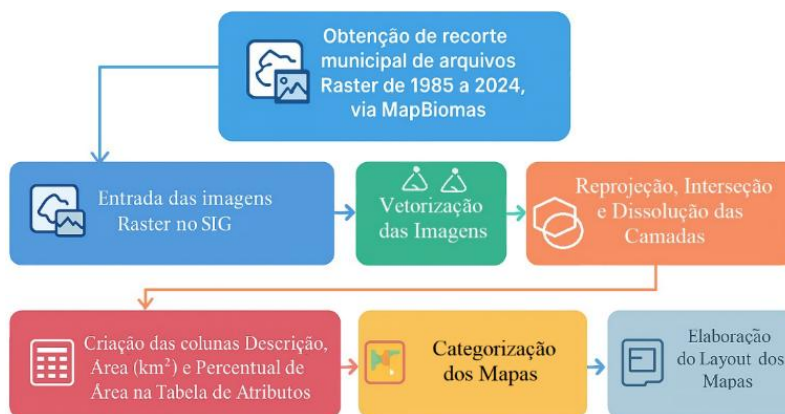 Obtenção de recorte
municipal de arquivos
Raster de 1985 a 2024,
via MapBiomas
Entrada das imagens
Raster no SIG
Vetorização
das Imagens
Reprojeção, Interseção
e Dissolução das
Camadas
Criação das colunas Descrição,
Área (km²) e Percentual de
Área na Tabela de Atributos
Categorização
dos Mapas
Elaboração
do Layout dos
Mapas